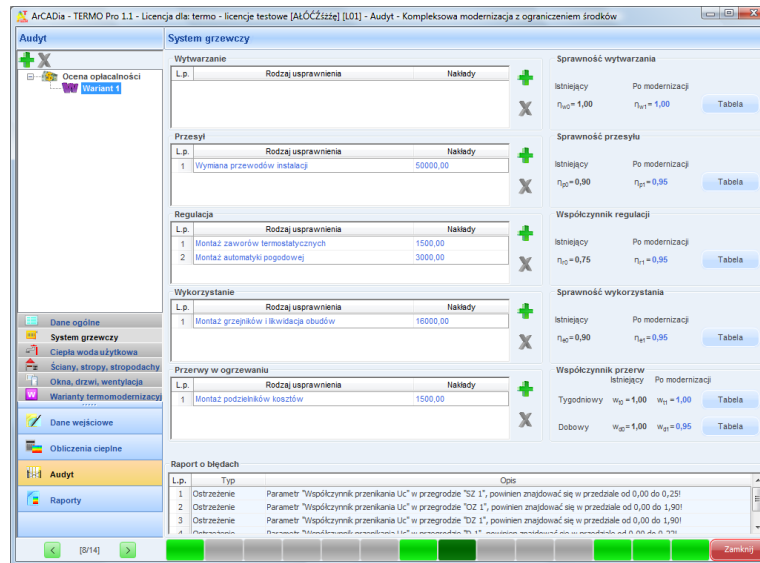 ArCADia - TERMO Pro 1.1 - Licencja dla: termo - licencje testowe [AŁÓĆŻśżźę] [L01] - Audyt - Kompleksowa modernizacja z ograniczeniem środków
Audyt
System grzewczy
Ocena opłacalności
Wariant 1
Wytwarzanie
L.p. Rodzaj usprawnienia Nakłady
Sprawność wytwarzania
Istniejący Po modernizacji
ηw0= 1,00 ηw1= 1,00 Tabela
Przesył
L.p. Rodzaj usprawnienia Nakłady
1 Wymiana przewodów instalacji 50000,00
Sprawność przesyłu
Istniejący Po modernizacji
ηp0=0,90 ηp1=0,95 Tabela
Regulacja
L.p. Rodzaj usprawnienia Nakłady
1 Montaż zaworów termostatycznych 1500,00
2 Montaż automatyki pogodowej 3000,00
Współczynnik regulacji
Istniejący Po modernizacji
ηr0=0,75 ηr1=0,95 Tabela
Wykorzystanie
L.p. Rodzaj usprawnienia Nakłady
1 Montaż grzejników i likwidacja obudów 16000,00
Sprawność wykorzystania
Istniejący Po modernizacji
ηe0=0,90 ηe1=0,95 Tabela
Przerwy w ogrzewaniu
L.p. Rodzaj usprawnienia Nakłady
1 Montaż podzielników kosztów 1500,00
Współczynnik przerw
Istniejący Po modernizacji
Tygodniowy wt0=1,00 wt1=1,00 Tabela
Dobowy wd0=1,00 wd1=0,95 Tabela
Dane ogólne
System grzewczy
Ciepła woda użytkowa
Ściany, stropy, stropodachy
Okna, drzwi, wentylacja
Warianty termomodernizacyj
Dane wejściowe
Obliczenia cieplne
Audyt
Raporty
Raport o błędach
L.p. Typ Opis
1 Ostrzeżenie Parametr "Współczynnik przenikania Uc" w przegrodzie "SZ 1", powinien znajdować się w przedziale od 0,00 do 0,25!
2 Ostrzeżenie Parametr "Współczynnik przenikania Uc" w przegrodzie "OZ 1", powinien znajdować się w przedziale od 0,00 do 1,90!
3 Ostrzeżenie Parametr "Współczynnik przenikania Uc" w przegrodzie "DZ 1", powinien znajdować się w przedziale od 0,00 do 1,90!
[8/14]
Zamknij